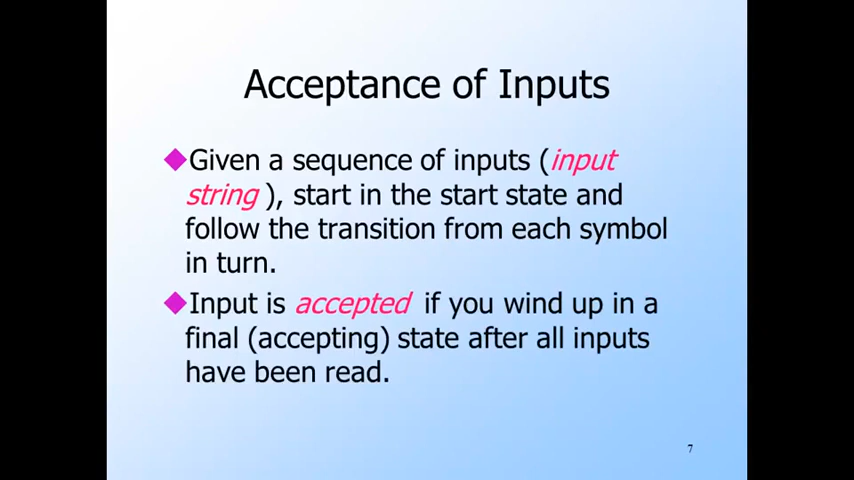 Acceptance of Inputs
◆Given a sequence of inputs (input
string ), start in the start state and
follow the transition from each symbol
in turn.
◆Input is accepted if you wind up in a
final (accepting) state after all inputs
have been read.
7